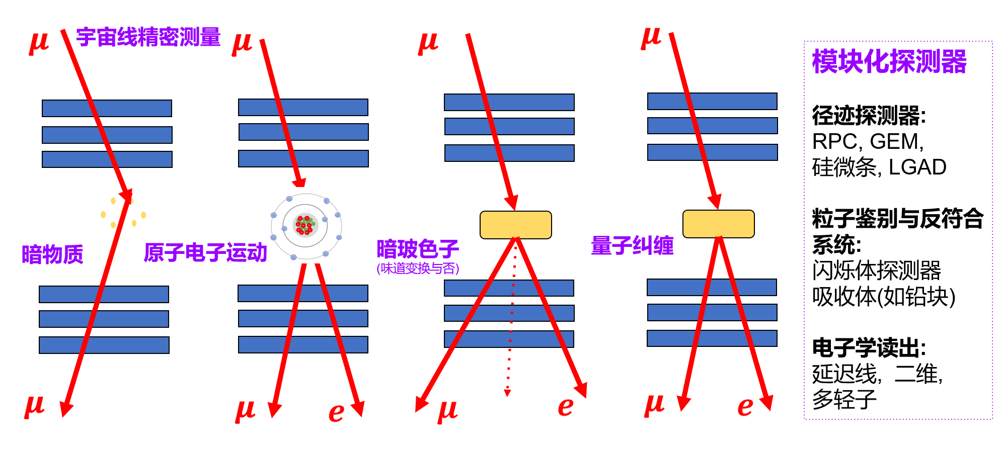 μ
宇宙线精密测量
μ
μ
μ
暗物质
原子电子运动
暗玻色子
(味道变换与否)
量子纠缠
μ
μ
e
μ
e
μ
e
模块化探测器
径迹探测器:
RPC, GEM,
硅微条, LGAD
粒子鉴别与反符合
系统:
闪烁体探测器
吸收体(如铅块)
电子学读出:
延迟线, 二维,
多轻子